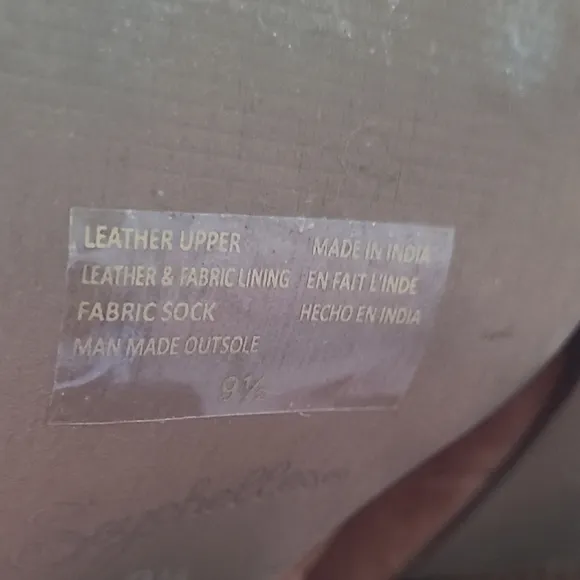 LEATHER UPPER
LEATHER & FABRIC LINING
FABRIC SOCK
MAN MADE OUTSOLE
MADE IN INDIA
EN FAIT L'INDE
HECHO EN INDIA
9½